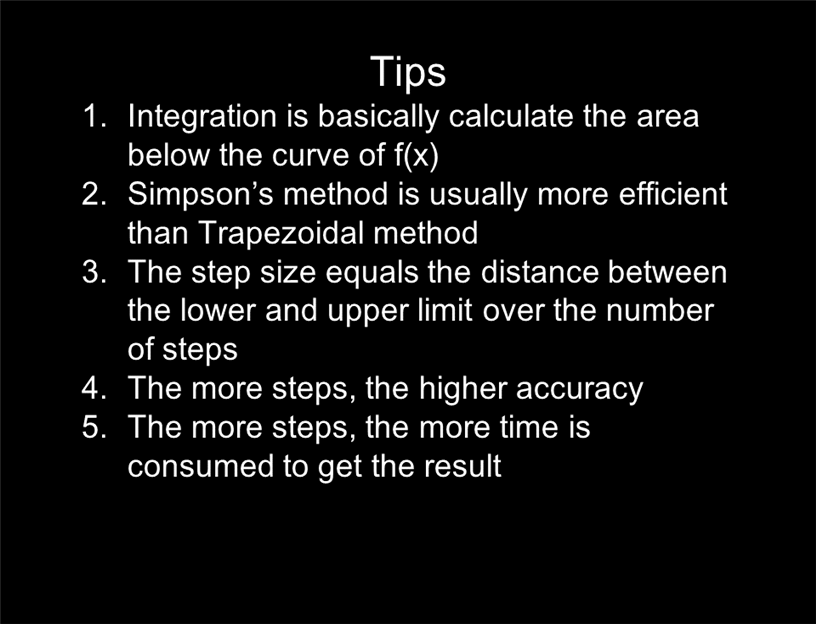 Tips
1. Integration is basically calculate the area
below the curve of f(x)
2. Simpson’s method is usually more efficient
than Trapezoidal method
3. The step size equals the distance between
the lower and upper limit over the number
of steps
4. The more steps, the higher accuracy
5. The more steps, the more time is
consumed to get the result